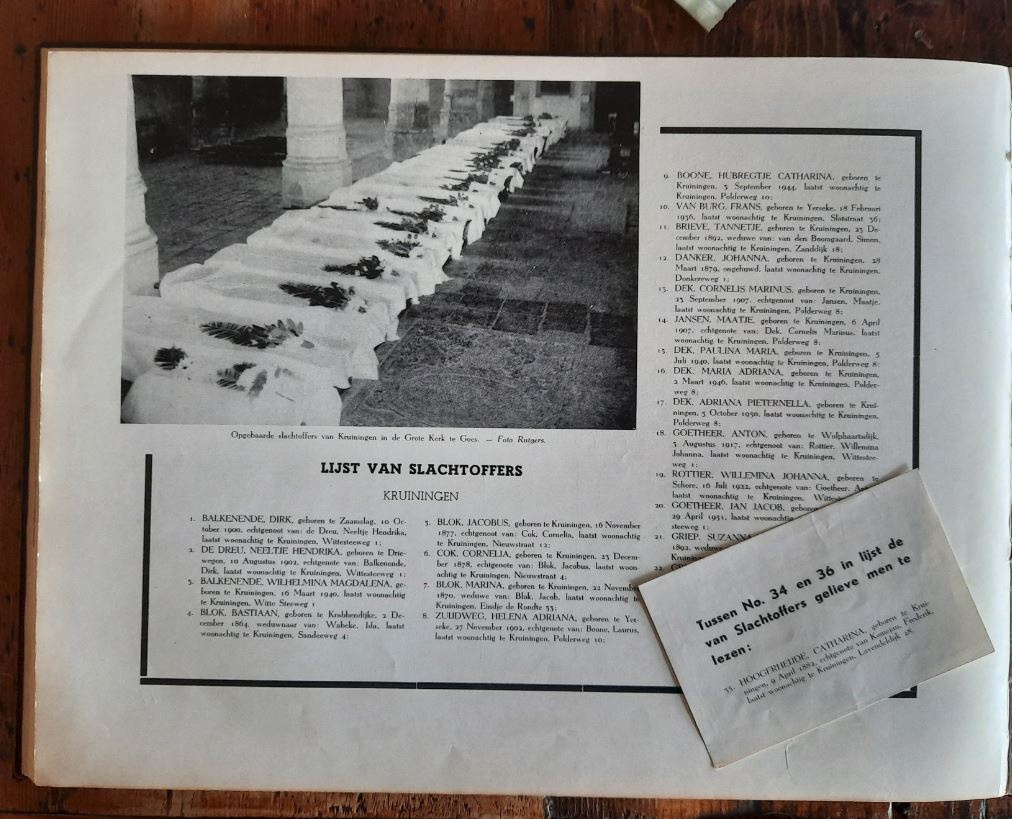 Opgebaarde slachtoffers van Kruiningen in de Grote Kerk te Goes. — Foto Rutgers.
LIJST VAN SLACHTOFFERS
KRUININGEN
1. BALKENENDE, DIRK, geboren te Zaamslag, 10 Oc-
tober 1900, echtgenoot van: de Dreu, Neeltje Hendrika,
laatst woonachtig te Kruiningen, Wittesteeweg 1;
2. DE DREU, NEELTJE HENDRIKA, geboren te Drie-
wegen, 10 Augustus 1902, echtgenote van: Balkenende,
Dirk, laatst woonachtig te Kruiningen, Wittesteeweg 1;
3. BALKENENDE, WILHELMINA MAGDALENA, ge-
boren te Kruiningen, 16 Maart 1940, laatst woonachtig
te Kruiningen, Witte Steeweg 1
4. BLOK, BASTIAAN, geboren te Krabbendijke, 2 De-
cember 1864, weduwnaar van: Wabeke, Ida, laatst
woonachtig te Kruiningen, Sandeeweg 4;
5. BLOK, JACOBUS, geboren te Kruiningen, 16 November
1877, echtgenoot van: Cok, Cornelia, laatst woonachtig
te Kruiningen, Nieuwstraat 12;
6. COK, CORNELIA, geboren te Kruiningen, 23 Decem-
ber 1878, echtgenote van: Blok, Jacobus, laatst woon-
achtig te Kruiningen, Nieuwstraat 4;
7. BLOK, MARINA, geboren te Kruiningen, 22 November
1870, weduwe van: Blok, Jacob, laatst woonachtig te
Kruiningen, Eindje de Rondte 33;
8. ZUIDWEG, HELENA ADRIANA, geboren te Yer-
seke, 27 November 1902, echtgenote van: Boone, Laurus,
laatst woonachtig te Kruiningen, Polderweg 10;
9. BOONE, HUBREGTJE CATHARINA, geboren te
Kruiningen, 3 September 1944, laatst woonachtig te
Kruiningen, Polderweg 10;
10. VAN BURG, FRANS, geboren te Yerseke, 18 Februari
1936, laatst woonachtig te Kruiningen, Slotstraat 36;
11. BRIEVE, TANNETJE, geboren te Kruiningen, 23 De-
cember 1892, weduwe van: van den Boomgaard, Simon,
laatst woonachtig te Kruiningen, Zanddijk 18;
12. DANKER, JOHANNA, geboren te Kruiningen, 28
Maart 1879, ongehuwd, laatst woonachtig te Kruiningen,
Donkereweg 1;
13. DEK, CORNELIS MARINUS, geboren te Kruiningen,
23 September 1907, echtgenoot van: Jansen, Maatje,
laatst woonachtig te Kruiningen, Polderweg 8;
14. JANSEN, MAATJE, geboren te Kruiningen, 6 April
1907, echtgenote van: Dek, Cornelis Marinus, laatst
woonachtig te Kruiningen, Polderweg 8;
15. DEK, PAULINA MARIA, geboren te Kruiningen, 5
Juli 1940, laatst woonachtig te Kruiningen, Polderweg 8;
16. DEK, MARIA ADRIANA, geboren te Kruiningen,
2 Maart 1946, laatst woonachtig te Kruiningen, Polder-
weg 8;
17. DEK, ADRIANA PIETERNELLA, geboren te Krui-
ningen, 5 October 1950, laatst woonachtig te Kruiningen,
Polderweg 8;
18. GOETHEER, ANTON, geboren te Wolphaartsdijk,
3 Augustus 1917, echtgenoot van: Rottier, Willemina
Johanna, laatst woonachtig te Kruiningen, Wittestee-
weg 1;
19. ROTTIER, WILLEMINA JOHANNA, geboren te
Schore, 16 Juli 1922, echtgenote van: Goetheer,
laatst woonachtig te Kruiningen,
20. GOETHEER, JAN JACOB,
29 April 1951, laatst woonachtig
steeweg 1;
21. GRIEP,
1892, weduwe
22.
Tussen No. 34 en 36 in lijst de
van Slachtoffers gelieve men te
lezen:
35. HOOGERHEIDE, CATHARINA, geboren te Krui-
ningen, 9 April 1882, echtgenote van Frederik,
laatst woonachtig te Kruiningen, Lavendeldijk 28.